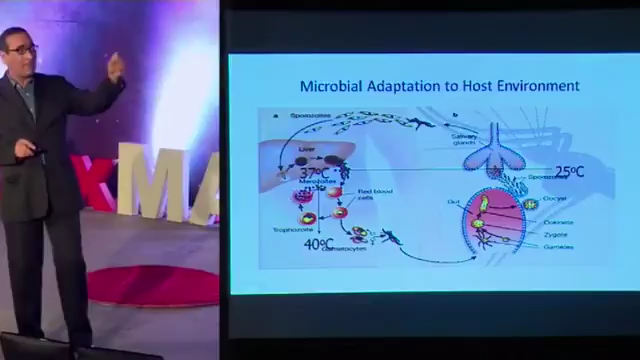 xMA
Microbial Adaptation to Host Environment
a Sporozoites
b
Salivary glands
Liver
37ºC
25ºC
Merozoites
Red blood cells
Gut
Oocyst
Trophozoite
Ookinete
Zygote
40ºC
Gametocytes
Gametes